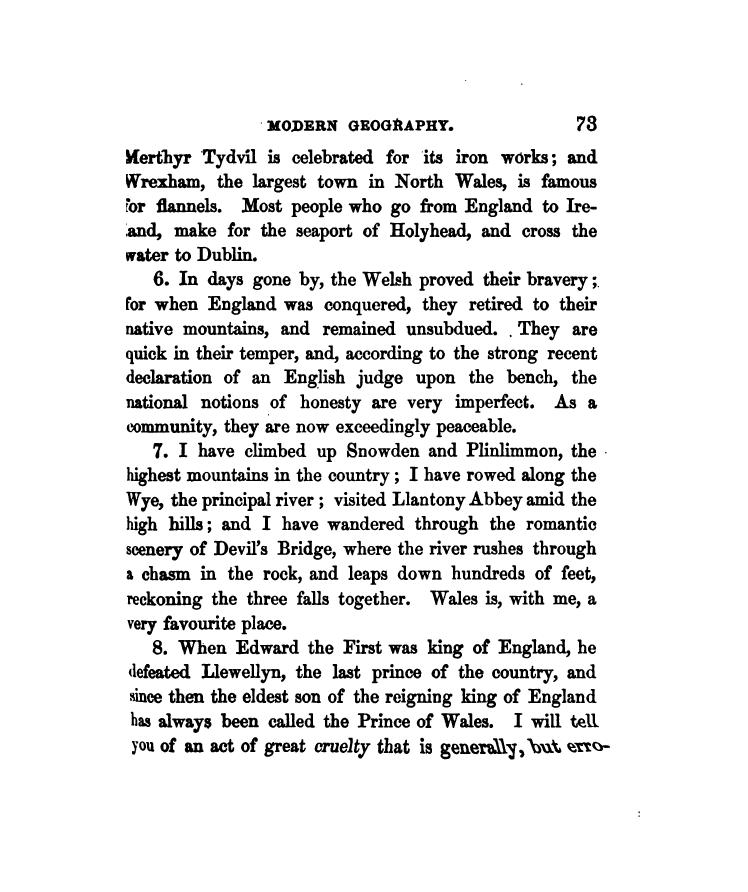 MODERN GEOGRAPHY. 73
Merthyr Tydvil is celebrated for its iron works; and
Wrexham, the largest town in North Wales, is famous
for flannels. Most people who go from England to Ire-
land, make for the seaport of Holyhead, and cross the
water to Dublin.
6. In days gone by, the Welsh proved their bravery;
for when England was conquered, they retired to their
native mountains, and remained unsubdued. They are
quick in their temper, and, according to the strong recent
declaration of an English judge upon the bench, the
national notions of honesty are very imperfect. As a
community, they are now exceedingly peaceable.
7. I have climbed up Snowden and Plinlimmon, the
highest mountains in the country; I have rowed along the
Wye, the principal river; visited Llantony Abbey amid the
high hills; and I have wandered through the romantic
scenery of Devil's Bridge, where the river rushes through
a chasm in the rock, and leaps down hundreds of feet,
reckoning the three falls together. Wales is, with me, a
very favourite place.
8. When Edward the First was king of England, he
defeated Llewellyn, the last prince of the country, and
since then the eldest son of the reigning king of England
has always been called the Prince of Wales. I will tell
you of an act of great cruelty that is generally, but erro-